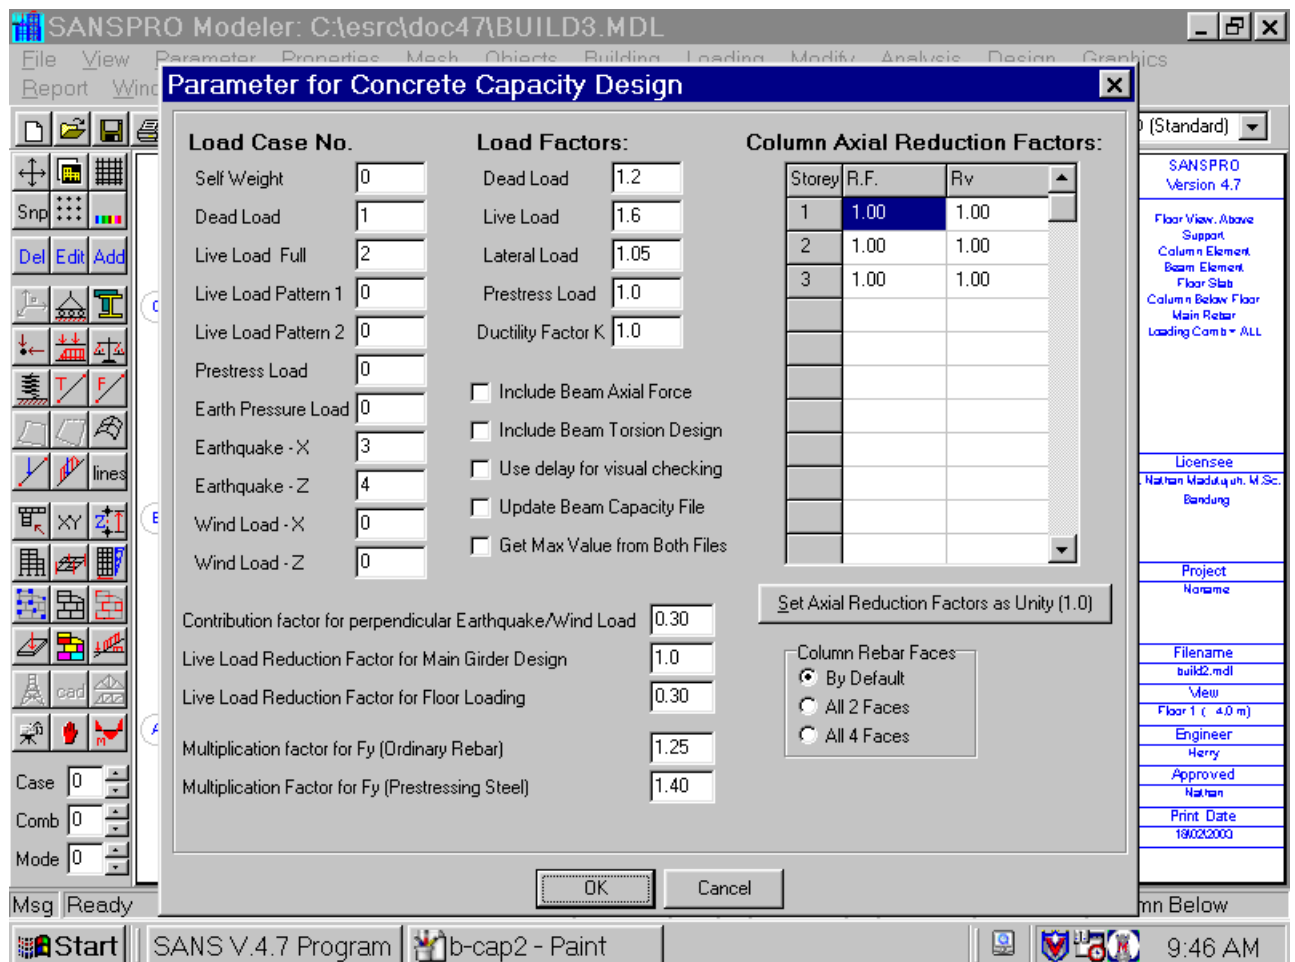 SANSPRO Modeler: C:\esrc\doc47\BUILD3.MDL
File View Parameter Properties Mesh Objects Building Loading Modify Analysis Design Graphics
Report
Parameter for Concrete Capacity Design
(Standard)
Load Case No.
Self Weight 0
Dead Load 1
Live Load Full 2
Live Load Pattern 1 0
Live Load Pattern 2 0
Prestress Load 0
Earth Pressure Load 0
Earthquake - X 3
Earthquake - Z 4
Wind Load - X 0
Wind Load - Z 0
Load Factors:
Dead Load 1.2
Live Load 1.6
Lateral Load 1.05
Prestress Load 1.0
Ductility Factor K 1.0
Include Beam Axial Force
Include Beam Torsion Design
Use delay for visual checking
Update Beam Capacity File
Get Max Value from Both Files
Column Axial Reduction Factors:
Storey R.F. Rv
1 1.00 1.00
2 1.00 1.00
3 1.00 1.00
Set Axial Reduction Factors as Unity (1.0)
Contribution factor for perpendicular Earthquake/Wind Load 0.30
Live Load Reduction Factor for Main Girder Design 1.0
Live Load Reduction Factor for Floor Loading 0.30
Multiplication factor for Fy (Ordinary Rebar) 1.25
Multiplication Factor for Fy (Prestressing Steel) 1.40
Column Rebar Faces
By Default
All 2 Faces
All 4 Faces
OK Cancel
Snp
Del Edit Add
T F
lines
XY Z
cad
M
Case 0
Comb 0
Mode 0
SANSPRO
Version 4.7
Floor View, Above
Support
Column Element
Beam Element
Floor Slab
Column Below Floor
Main Rebar
Loading Comb = ALL
Licensee
Nathan Madutujuh, M.Sc.
Bandung
Project
Noname
Filename
build2.mdl
View
Floor 1 ( 4.0 m)
Engineer
Herry
Approved
Nathan
Print Date
18/02/2003
Msg Ready
mn Below
Start SANS V.4.7 Program b-cap2 - Paint 9:46 AM